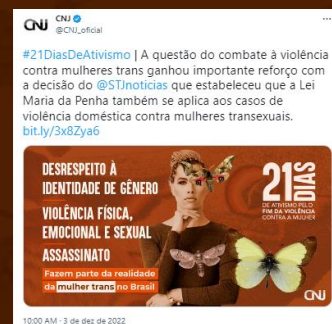 CNJ
CNJ
@CNJ_oficial
...
#21DiasDeAtivismo | A questão do combate à violência
contra mulheres trans ganhou importante reforço com
a decisão do @STJnoticias que estabeleceu que a Lei
Maria da Penha também se aplica aos casos de
violência doméstica contra mulheres transexuais.
bit.ly/3x8Zya6
DESRESPEITO À
IDENTIDADE DE GÊNERO
VIOLÊNCIA FÍSICA,
EMOCIONAL E SEXUAL
ASSASSINATO
Fazem parte da realidade
da mulher trans no Brasil
21 DIAS
DE ATIVISMO PELO
FIM DA VIOLÊNCIA
CONTRA A MULHER
CNJ
10:00 AM · 3 de dez de 2022